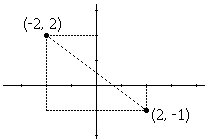 (-2, 2)
(2, -1)